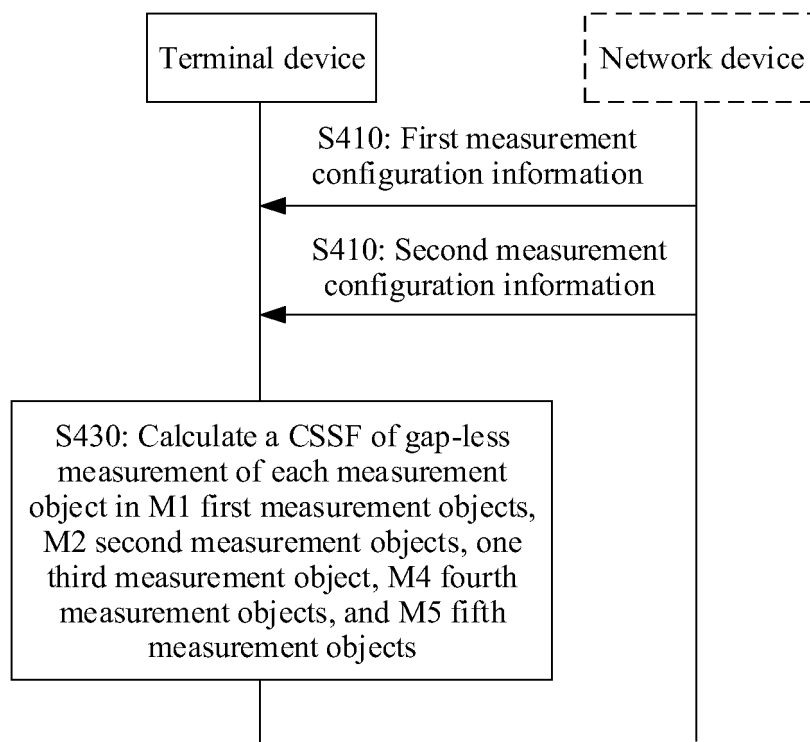 Terminal device
Network device
S410: First measurement
configuration information
S410: Second measurement
configuration information
S430: Calculate a CSSF of gap-less
measurement of each measurement
object in M1 first measurement objects,
M2 second measurement objects, one
third measurement object, M4 fourth
measurement objects, and M5 fifth
measurement objects